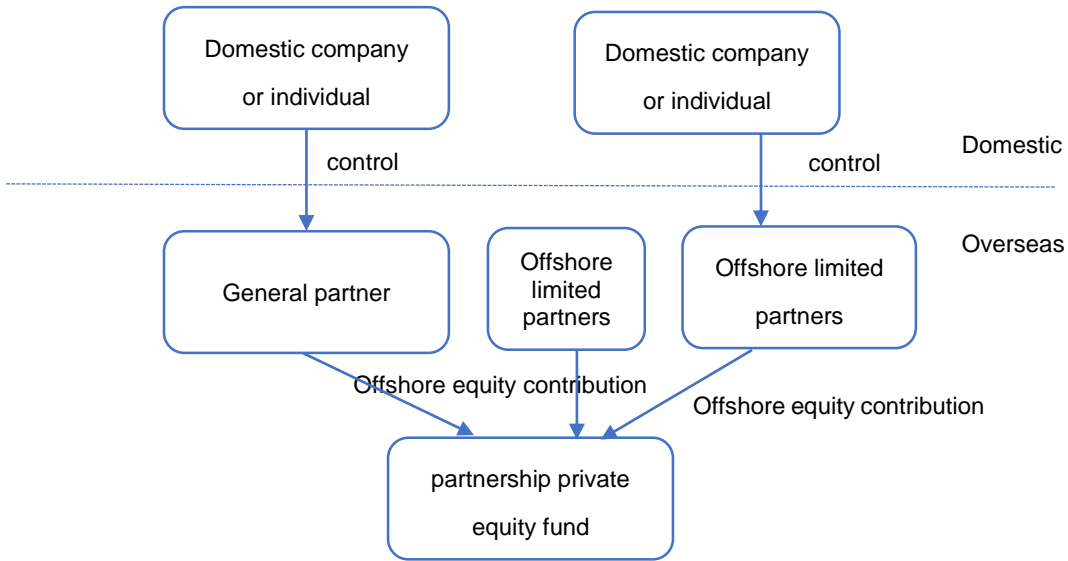 Domestic company
or individual
Domestic company
or individual
Domestic
control
control
Overseas
General partner
Offshore
limited
partners
Offshore limited
partners
Offshore equity contribution
Offshore equity contribution
partnership private
equity fund